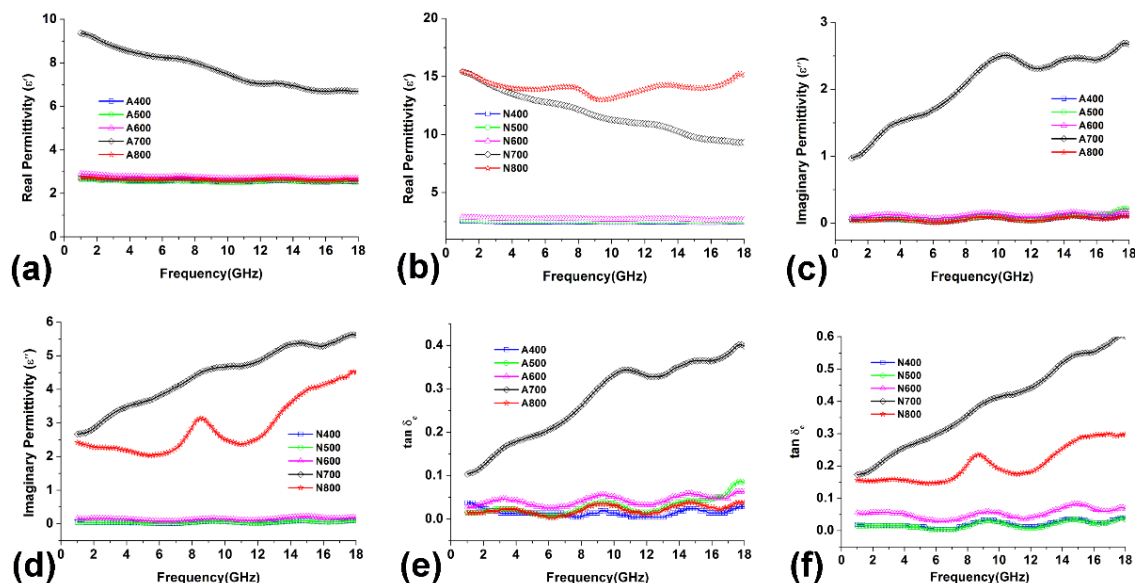 10
8
6
4
2
0
Real Permittivity (ε′)
A400
A500
A600
A700
A800
0 2 4 6 8 10 12 14 16 18
Frequency(GHz)
(a)
20
15
10
5
Real Permittivity (ε′)
N400
N500
N600
N700
N800
0 2 4 6 8 10 12 14 16 18
Frequency(GHz)
(b)
3
2
1
0
Imaginary Permittivity (ε″)
A400
A500
A600
A700
A800
0 2 4 6 8 10 12 14 16 18
Frequency(GHz)
(c)
6
5
4
3
2
1
0
Imaginary Permittivity (ε″)
N400
N500
N600
N700
N800
0 2 4 6 8 10 12 14 16 18
Frequency(GHz)
(d)
0.4
0.3
0.2
0.1
0.0
tan δe
A400
A500
A600
A700
A800
0 2 4 6 8 10 12 14 16 18
Frequency(GHz)
(e)
0.6
0.5
0.4
0.3
0.2
0.1
0.0
tan δe
N400
N500
N600
N700
N800
0 2 4 6 8 10 12 14 16 18
Frequency(GHz)
(f)